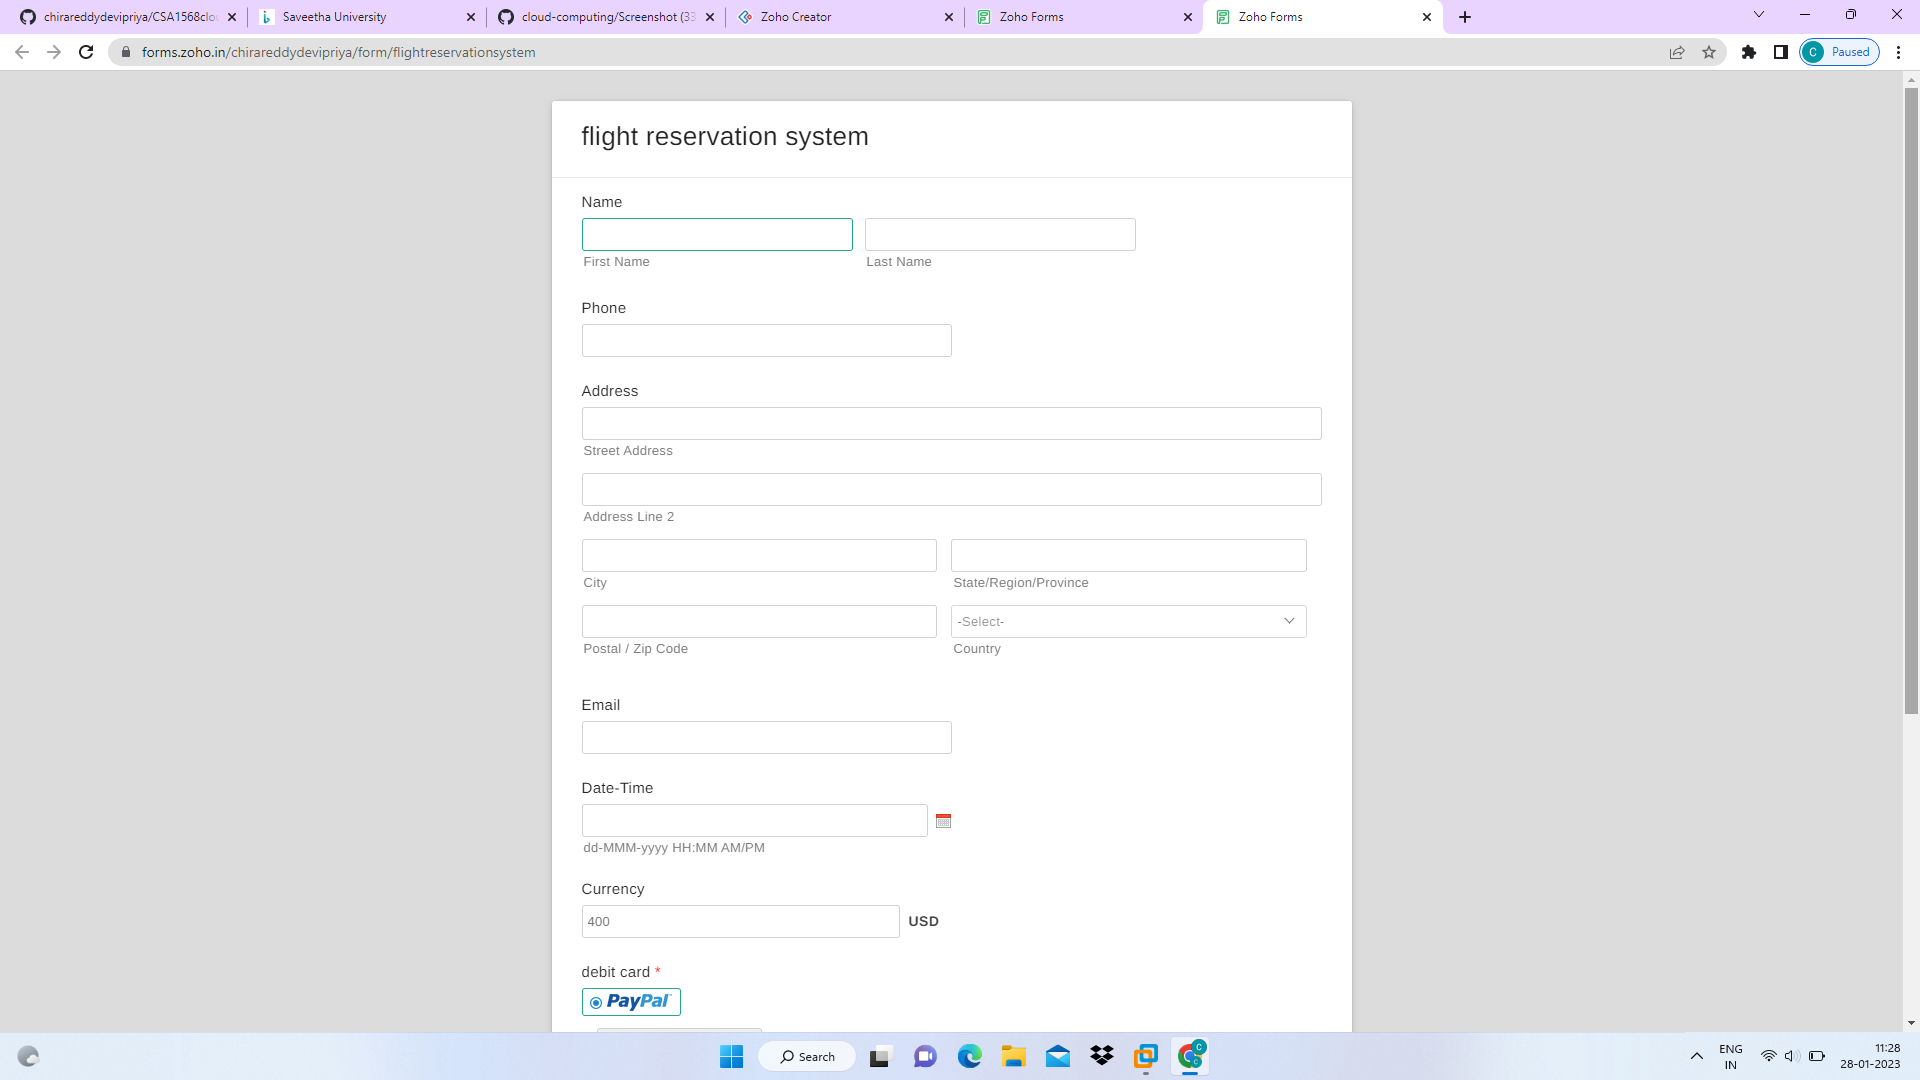 chirareddydevipriya/CSA1568clo
Saveetha University
cloud-computing/Screenshot (33
Zoho Creator
Zoho Forms
Zoho Forms
forms.zoho.in/chirareddydevipriya/form/flightreservationsystem
C Paused
flight reservation system
Name
First Name
Last Name
Phone
Address
Street Address
Address Line 2
City
State/Region/Province
-Select-
Postal / Zip Code
Country
Email
Date-Time
dd-MMM-yyyy HH:MM AM/PM
Currency
400 USD
debit card *
PayPal
Search
ENG
IN
11:28
28-01-2023